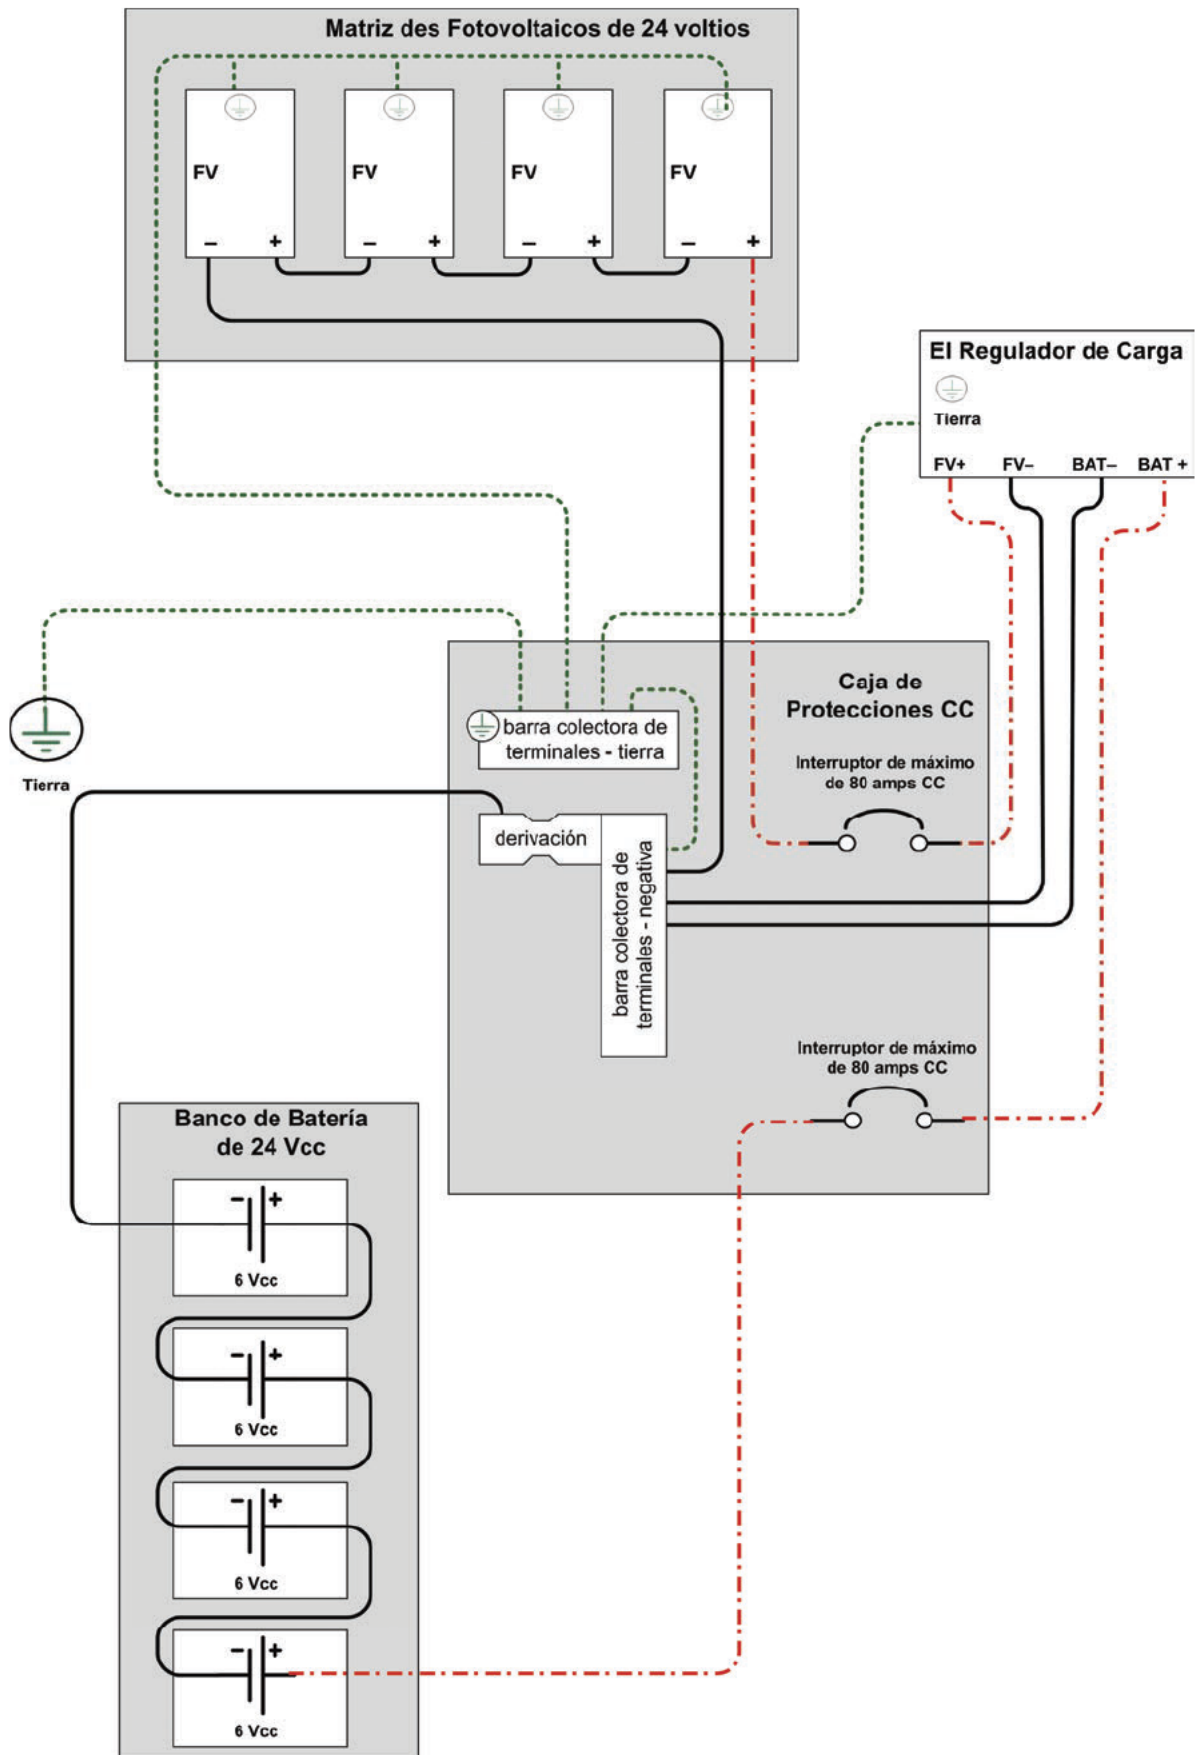 Matriz des Fotovoltaicos de 24 voltios
FV
FV
FV
FV
– +
– +
– +
– +
El Regulador de Carga
Tierra
FV+ FV– BAT– BAT +
Tierra
Caja de
Protecciones CC
barra colectora de
terminales - tierra
Interruptor de máximo
de 80 amps CC
derivación
barra colectora de
terminales - negativa
Interruptor de máximo
de 80 amps CC
Banco de Batería
de 24 Vcc
– +
6 Vcc
– +
6 Vcc
– +
6 Vcc
– +
6 Vcc